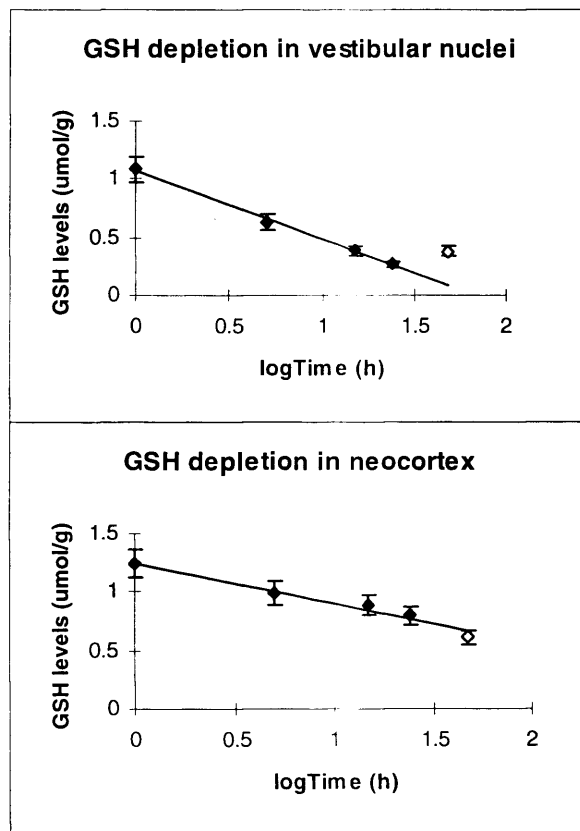 GSH depletion in vestibular nuclei
GSH levels (umol/g)
1.5
1
0.5
0
0 0.5 1 1.5 2
logTime (h)
GSH depletion in neocortex
GSH levels (umol/g)
1.5
1
0.5
0
0 0.5 1 1.5 2
logTime (h)